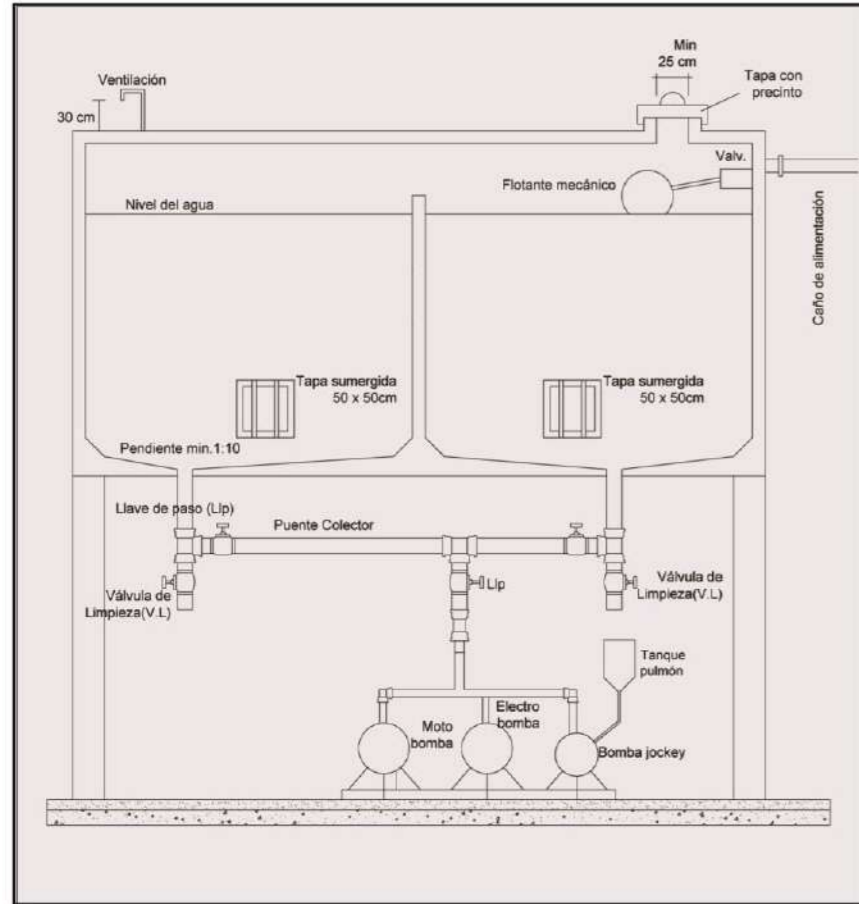 Min
25 cm
Ventilación
Tapa con
precinto
30 cm
Valv.
Flotante mecánico
Nivel del agua
Caño de alimentación
Tapa sumergida
50 x 50cm
Tapa sumergida
50 x 50cm
Pendiente min.1:10
Llave de paso (Llp)
Puente Colector
Llp
Válvula de
Limpieza(V.L)
Válvula de
Limpieza(V.L)
Tanque
pulmón
Electro
bomba
Moto
bomba
Bomba jockey